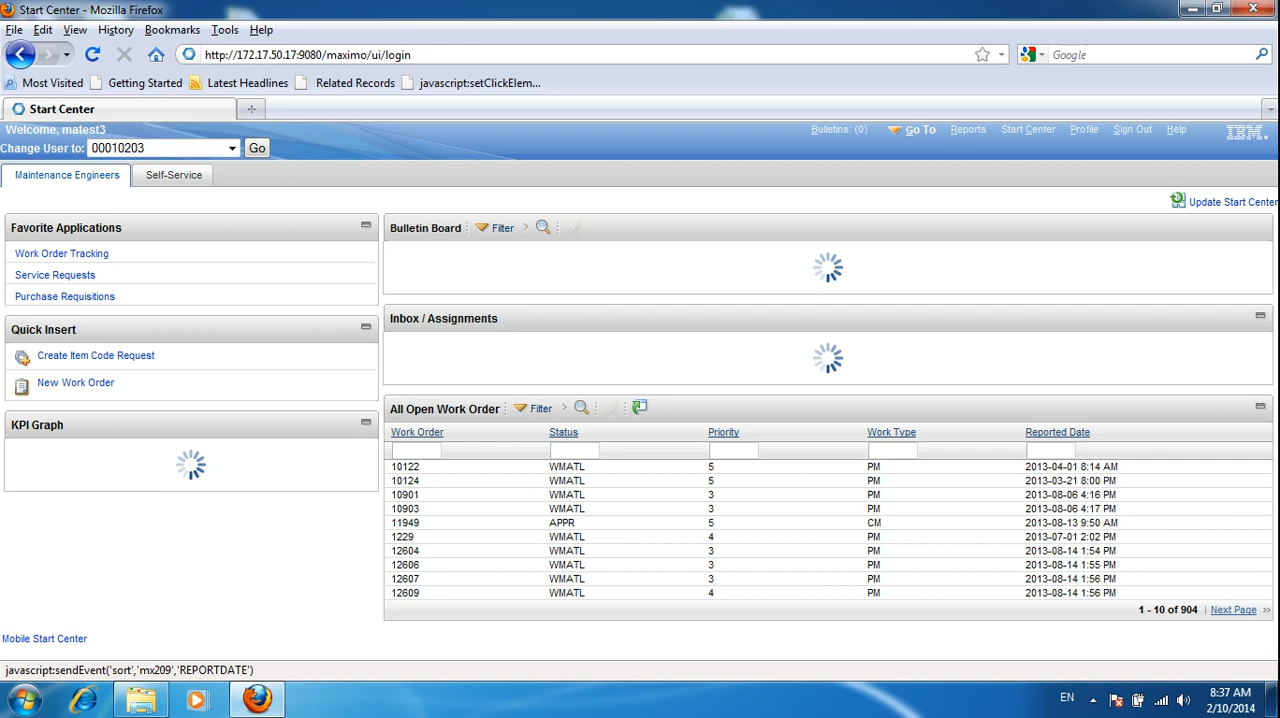 Start Center - Mozilla Firefox
File Edit View History Bookmarks Tools Help
http://172.17.50.17:9080/maximo/ui/login
Google
Most Visited Getting Started Latest Headlines Related Records javascript:setClickElem...
Start Center
Welcome, matest3
Bulletins: (0) Go To Reports Start Center Profile Sign Out Help IBM.
Change User to: 00010203 Go
Maintenance Engineers Self-Service
Update Start Center
Favorite Applications
Work Order Tracking
Service Requests
Purchase Requisitions
Quick Insert
Create Item Code Request
New Work Order
KPI Graph
Bulletin Board Filter
Inbox / Assignments
All Open Work Order Filter
Work Order Status Priority Work Type Reported Date
10122 WMATL 5 PM 2013-04-01 8:14 AM
10124 WMATL 5 PM 2013-03-21 8:00 PM
10901 WMATL 3 PM 2013-08-06 4:16 PM
10903 WMATL 3 PM 2013-08-06 4:17 PM
11949 APPR 5 CM 2013-08-13 9:50 AM
1229 WMATL 4 PM 2013-07-01 2:02 PM
12604 WMATL 3 PM 2013-08-14 1:54 PM
12606 WMATL 3 PM 2013-08-14 1:55 PM
12607 WMATL 3 PM 2013-08-14 1:56 PM
12609 WMATL 4 PM 2013-08-14 1:56 PM
1 - 10 of 904 Next Page
Mobile Start Center
javascript:sendEvent('sort','mx209','REPORTDATE')
EN
8:37 AM
2/10/2014